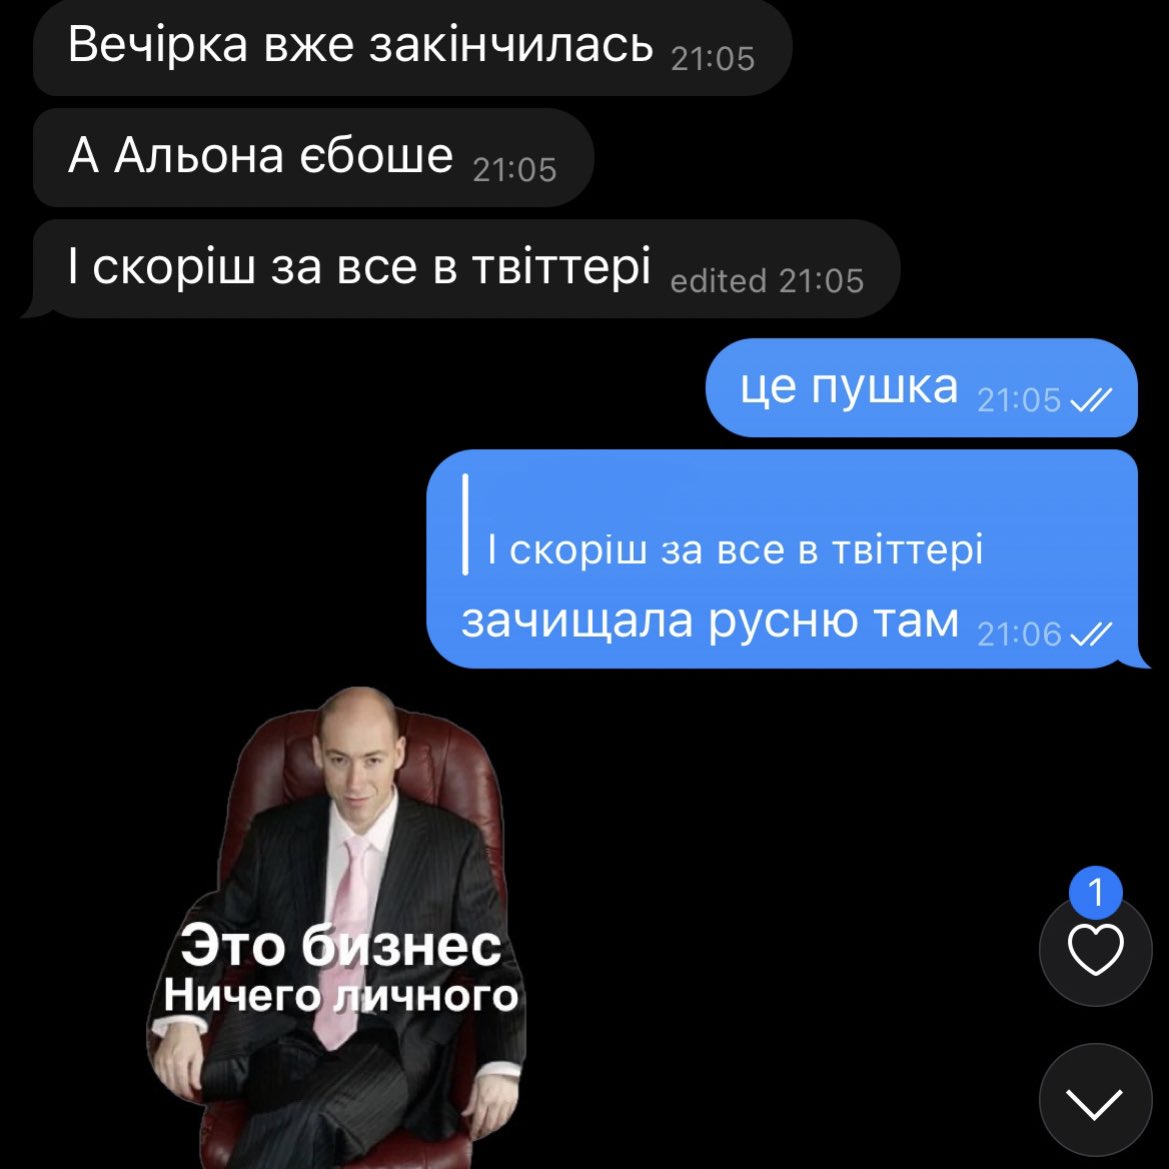 Вечірка вже закінчилась 21:05
А Альона єбоше 21:05
І скоріш за все в твіттері edited 21:05
це пушка 21:05
І скоріш за все в твіттері
зачищала русню там 21:06
Это бизнес
Ничего личного
1